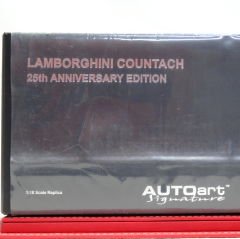 LAMBORGHINI COUNTACH
25th ANNIVERSARY EDITION
1:18 Scale Replica
AUTOart
Signature